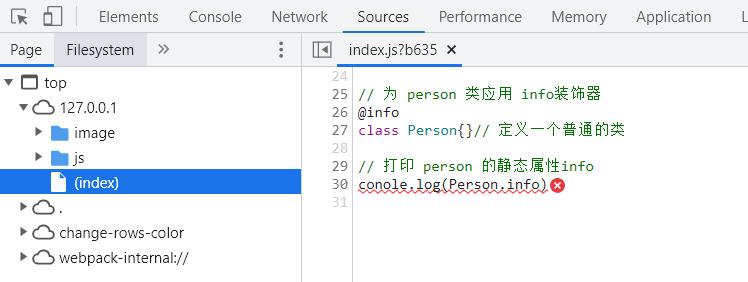 Elements Console Network Sources Performance Memory Application
Page Filesystem » index.js?b635 ×
top
127.0.0.1
image
js
(index)
.
change-rows-color
webpack-internal://
24
25 // 为 person 类应用 info装饰器
26 @info
27 class Person{}// 定义一个普通的类
28
29 // 打印 person 的静态属性info
30 conole.log(Person.info)
31